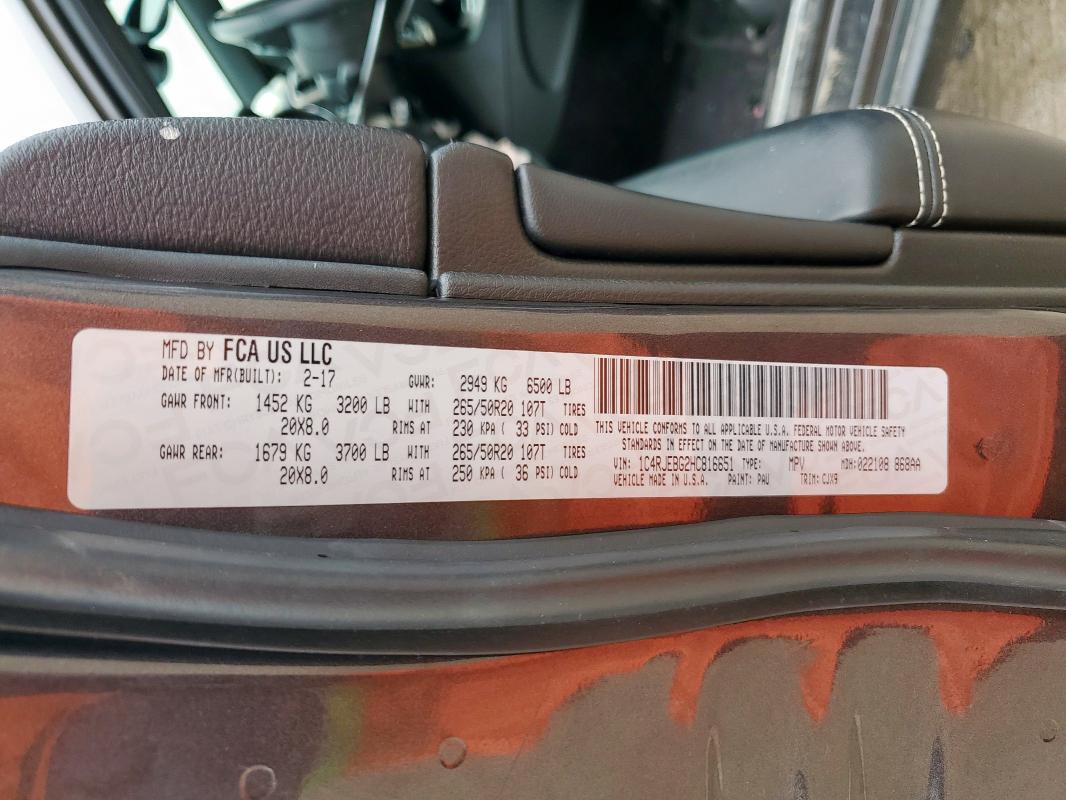 MFD BY FCA US LLC
DATE OF MFR(BUILT): 2-17 GVWR: 2949 KG 6500 LB
GAWR FRONT: 1452 KG 3200 LB WITH 265/50R20 107T TIRES
20X8.0 RIMS AT 230 KPA ( 33 PSI) COLD
GAWR REAR: 1679 KG 3700 LB WITH 265/50R20 107T TIRES
20X8.0 RIMS AT 250 KPA ( 36 PSI) COLD
THIS VEHICLE CONFORMS TO ALL APPLICABLE U.S.A. FEDERAL MOTOR VEHICLE SAFETY
STANDARDS IN EFFECT ON THE DATE OF MANUFACTURE SHOWN ABOVE.
VIN: 1C4RJEBG2HC816651 TYPE: MPV MDH:022108 868AA
VEHICLE MADE IN U.S.A. PAINT: PAU TRIM: CJX9